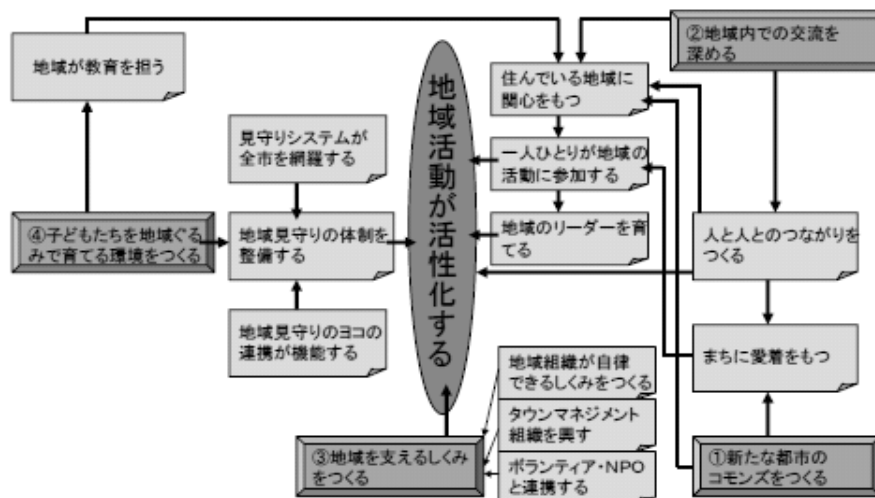 ②地域内での交流を
深める
地域が教育を担う
住んでいる地域に
関心をもつ
地域活動が活性化する
見守りシステムが
全市を網羅する
一人ひとりが地域の
活動に参加する
④子どもたちを地域ぐる
みで育てる環境をつくる
地域見守りの体制を
整備する
地域のリーダーを育
てる
人と人とのつながりを
つくる
地域見守りのヨコの
連携が機能する
まちに愛着をもつ
地域組織が自律
できるしくみをつくる
タウンマネジメント
組織を興す
③地域を支えるしくみ
をつくる
ボランティア・NPO
と連携する
①新たな都市の
コモンズをつくる